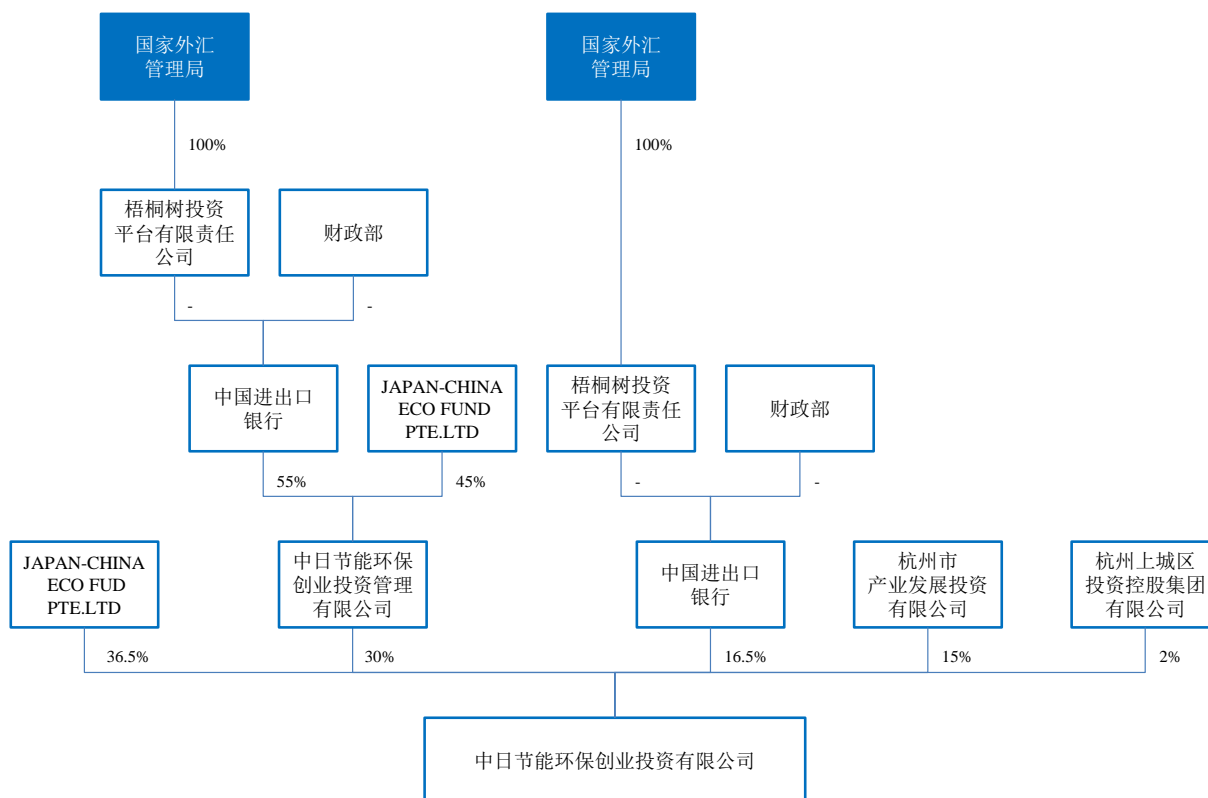 国家外汇
管理局
国家外汇
管理局
100%
100%
梧桐树投资
平台有限责任
公司
财政部
-
-
中国进出口
银行
JAPAN-CHINA
ECO FUND
PTE.LTD
梧桐树投资
平台有限责任
公司
财政部
55%
45%
-
-
JAPAN-CHINA
ECO FUD
PTE.LTD
中日节能环保
创业投资管理
有限公司
中国进出口
银行
杭州市
产业发展投资
有限公司
杭州上城区
投资控股集团
有限公司
36.5%
30%
16.5%
15%
2%
中日节能环保创业投资有限公司